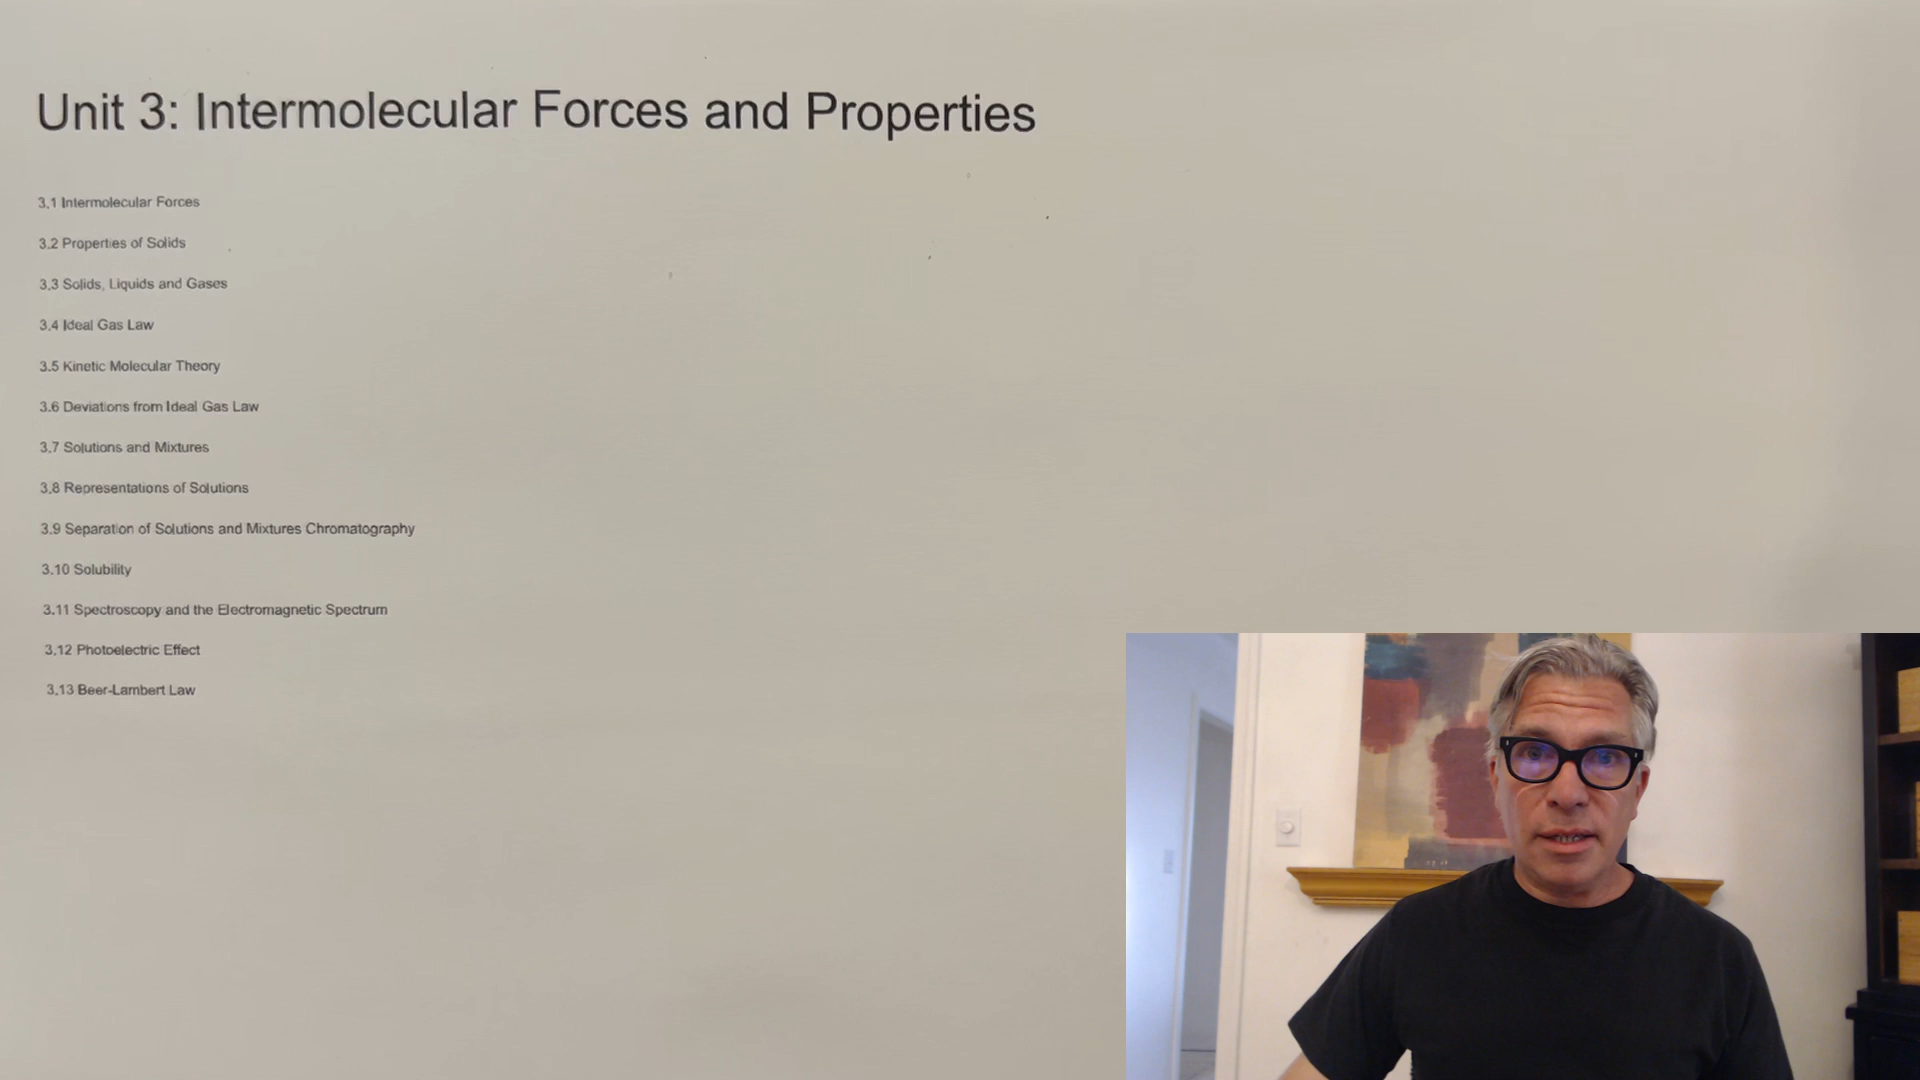 Unit 3: Intermolecular Forces and Properties
3.1 Intermolecular Forces
3.2 Properties of Solids
3.3 Solids, Liquids and Gases
3.4 Ideal Gas Law
3.5 Kinetic Molecular Theory
3.6 Deviations from Ideal Gas Law
3.7 Solutions and Mixtures
3.8 Representations of Solutions
3.9 Separation of Solutions and Mixtures Chromatography
3.10 Solubility
3.11 Spectroscopy and the Electromagnetic Spectrum
3.12 Photoelectric Effect
3.13 Beer-Lambert Law